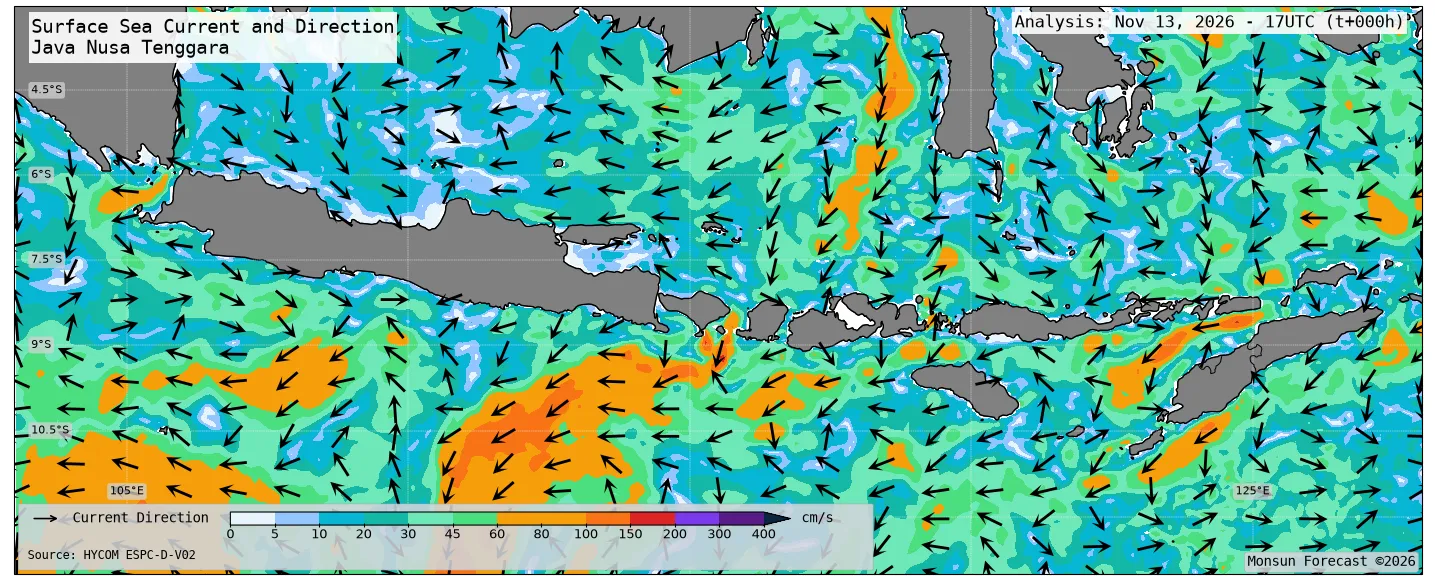 Surface Sea Current and Direction
Java Nusa Tenggara
Analysis: Nov 13, 2026 - 17UTC (t+000h)
4.5°S
6°S
7.5°S
9°S
10.5°S
105°E
125°E
Current Direction
cm/s
0 5 10 20 30 45 60 80 100 150 200 300 400
Source: HYCOM ESPC-D-V02
Monsun Forecast ©2026